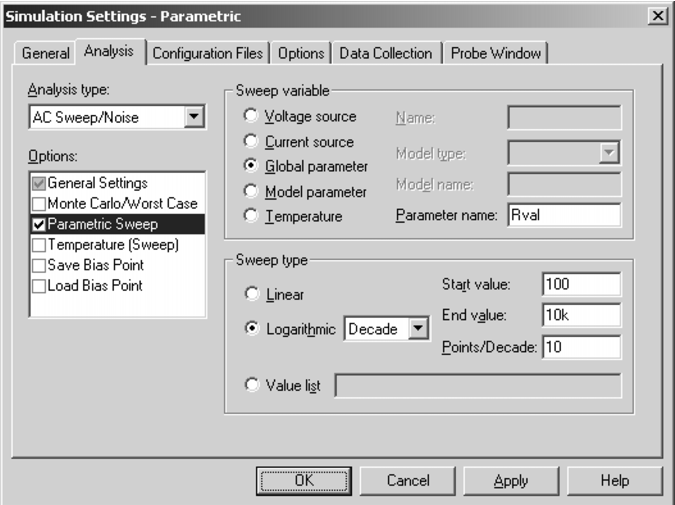 Simulation Settings - Parametric
General Analysis Configuration Files Options Data Collection Probe Window
Analysis type:
AC Sweep/Noise
Options:
General Settings
Monte Carlo/Worst Case
Parametric Sweep
Temperature (Sweep)
Save Bias Point
Load Bias Point
Sweep variable
Voltage source
Current source
Global parameter
Model parameter
Temperature
Name:
Model type:
Model name:
Parameter name: Rval
Sweep type
Linear
Logarithmic Decade
Value list
Start value: 100
End value: 10k
Points/Decade: 10
OK Cancel Apply Help